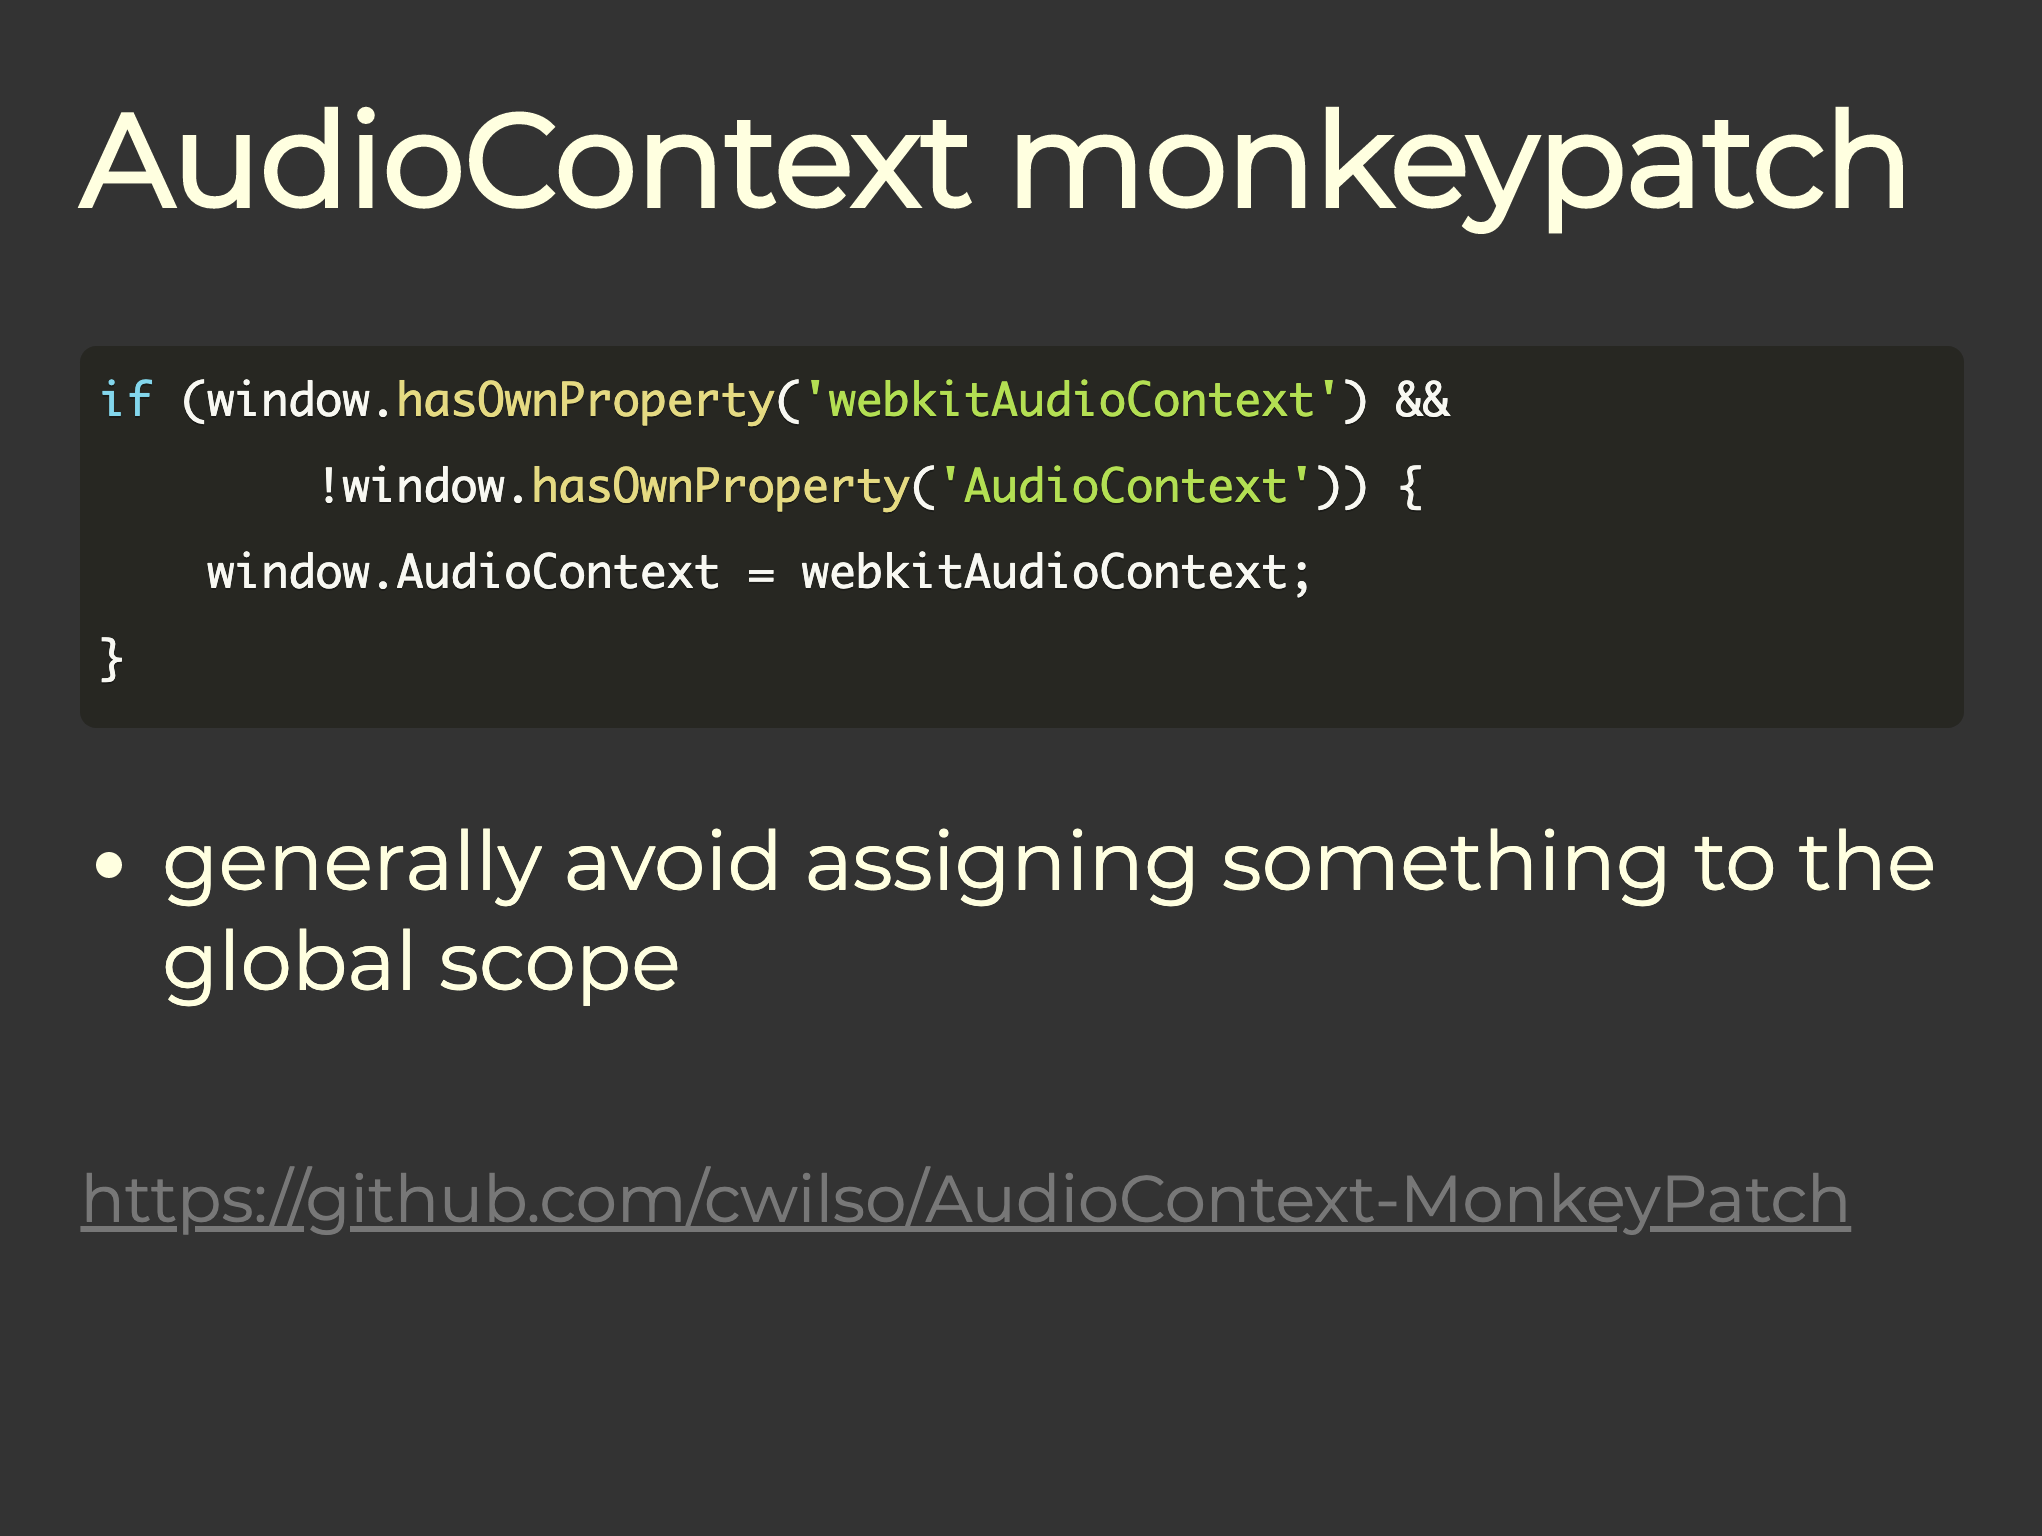 AudioContext monkeypatch
if (window.hasOwnProperty('webkitAudioContext') &&
        !window.hasOwnProperty('AudioContext')) {
    window.AudioContext = webkitAudioContext;
}
• generally avoid assigning something to the
global scope
https://github.com/cwilso/AudioContext-MonkeyPatch